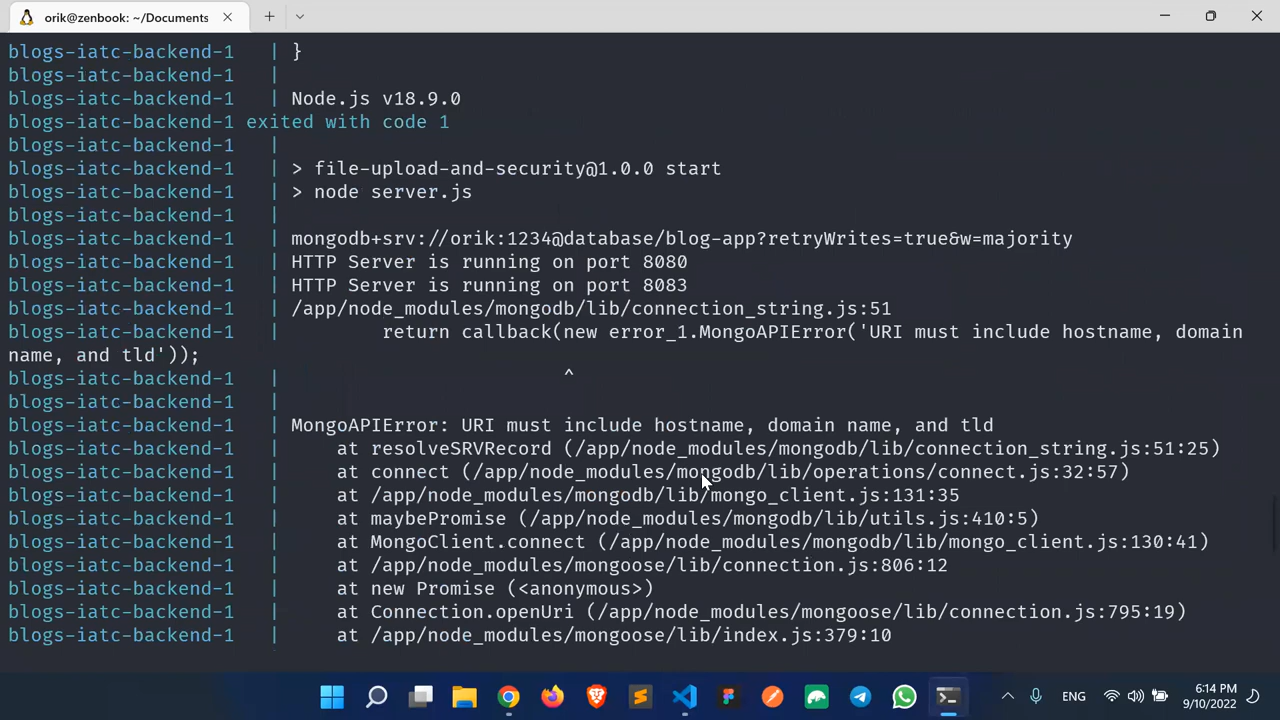 orik@zenbook: ~/Documents
blogs-iatc-backend-1 | }
blogs-iatc-backend-1 |
blogs-iatc-backend-1 | Node.js v18.9.0
blogs-iatc-backend-1 exited with code 1
blogs-iatc-backend-1 |
blogs-iatc-backend-1 | > file-upload-and-security@1.0.0 start
blogs-iatc-backend-1 | > node server.js
blogs-iatc-backend-1 |
blogs-iatc-backend-1 | mongodb+srv://orik:1234@database/blog-app?retryWrites=true&w=majority
blogs-iatc-backend-1 | HTTP Server is running on port 8080
blogs-iatc-backend-1 | HTTP Server is running on port 8083
blogs-iatc-backend-1 | /app/node_modules/mongodb/lib/connection_string.js:51
blogs-iatc-backend-1 | return callback(new error_1.MongoAPIError('URI must include hostname, domain
name, and tld'));
blogs-iatc-backend-1 | ^
blogs-iatc-backend-1 |
blogs-iatc-backend-1 | MongoAPIError: URI must include hostname, domain name, and tld
blogs-iatc-backend-1 | at resolveSRVRecord (/app/node_modules/mongodb/lib/connection_string.js:51:25)
blogs-iatc-backend-1 | at connect (/app/node_modules/mongodb/lib/operations/connect.js:32:57)
blogs-iatc-backend-1 | at /app/node_modules/mongodb/lib/mongo_client.js:131:35
blogs-iatc-backend-1 | at maybePromise (/app/node_modules/mongodb/lib/utils.js:410:5)
blogs-iatc-backend-1 | at MongoClient.connect (/app/node_modules/mongodb/lib/mongo_client.js:130:41)
blogs-iatc-backend-1 | at /app/node_modules/mongoose/lib/connection.js:806:12
blogs-iatc-backend-1 | at new Promise (<anonymous>)
blogs-iatc-backend-1 | at Connection.openUri (/app/node_modules/mongoose/lib/connection.js:795:19)
blogs-iatc-backend-1 | at /app/node_modules/mongoose/lib/index.js:379:10
ENG
6:14 PM
9/10/2022